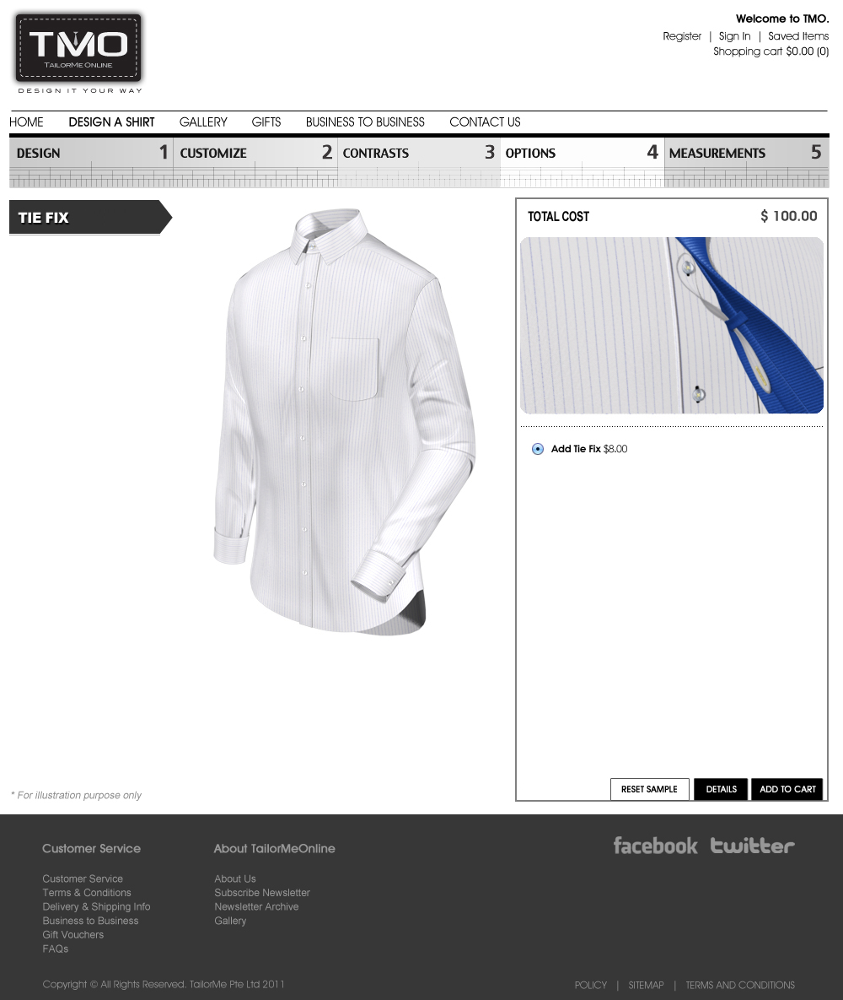 TMO
TAILORME ONLINE
DESIGN IT YOUR WAY
Welcome to TMO.
Register | Sign In | Saved Items
Shopping cart $0.00 (0)
HOME DESIGN A SHIRT GALLERY GIFTS BUSINESS TO BUSINESS CONTACT US
DESIGN 1 CUSTOMIZE 2 CONTRASTS 3 OPTIONS 4 MEASUREMENTS 5
TIE FIX
TOTAL COST $ 100.00
Add Tie Fix $8.00
RESET SAMPLE DETAILS ADD TO CART
* For illustration purpose only
Customer Service
Customer Service
Terms & Conditions
Delivery & Shipping Info
Business to Business
Gift Vouchers
FAQs
About TailorMeOnline
About Us
Subscribe Newsletter
Newsletter Archive
Gallery
facebook twitter
Copyright © All Rights Reserved. TailorMe Pte Ltd 2011
POLICY | SITEMAP | TERMS AND CONDITIONS